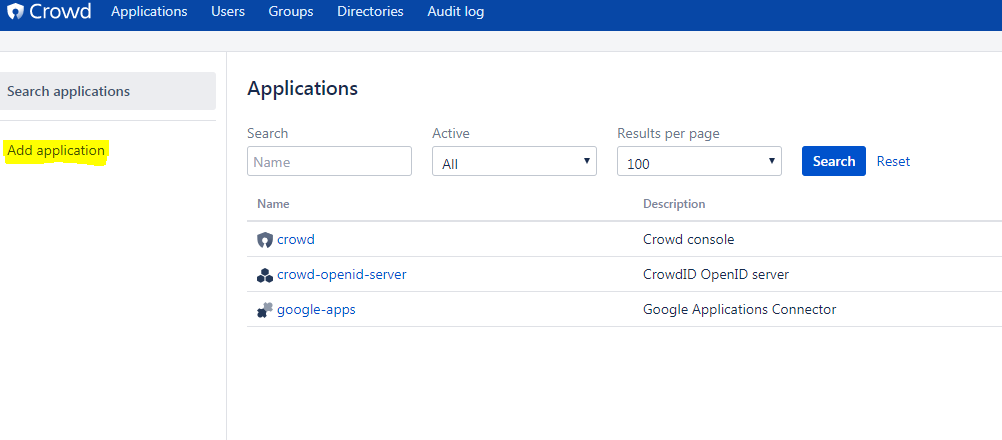 Crowd Applications Users Groups Directories Audit log
Search applications
Add application
Applications
Search Active Results per page
Name All 100 Search Reset
Name Description
crowd Crowd console
crowd-openid-server CrowdID OpenID server
google-apps Google Applications Connector